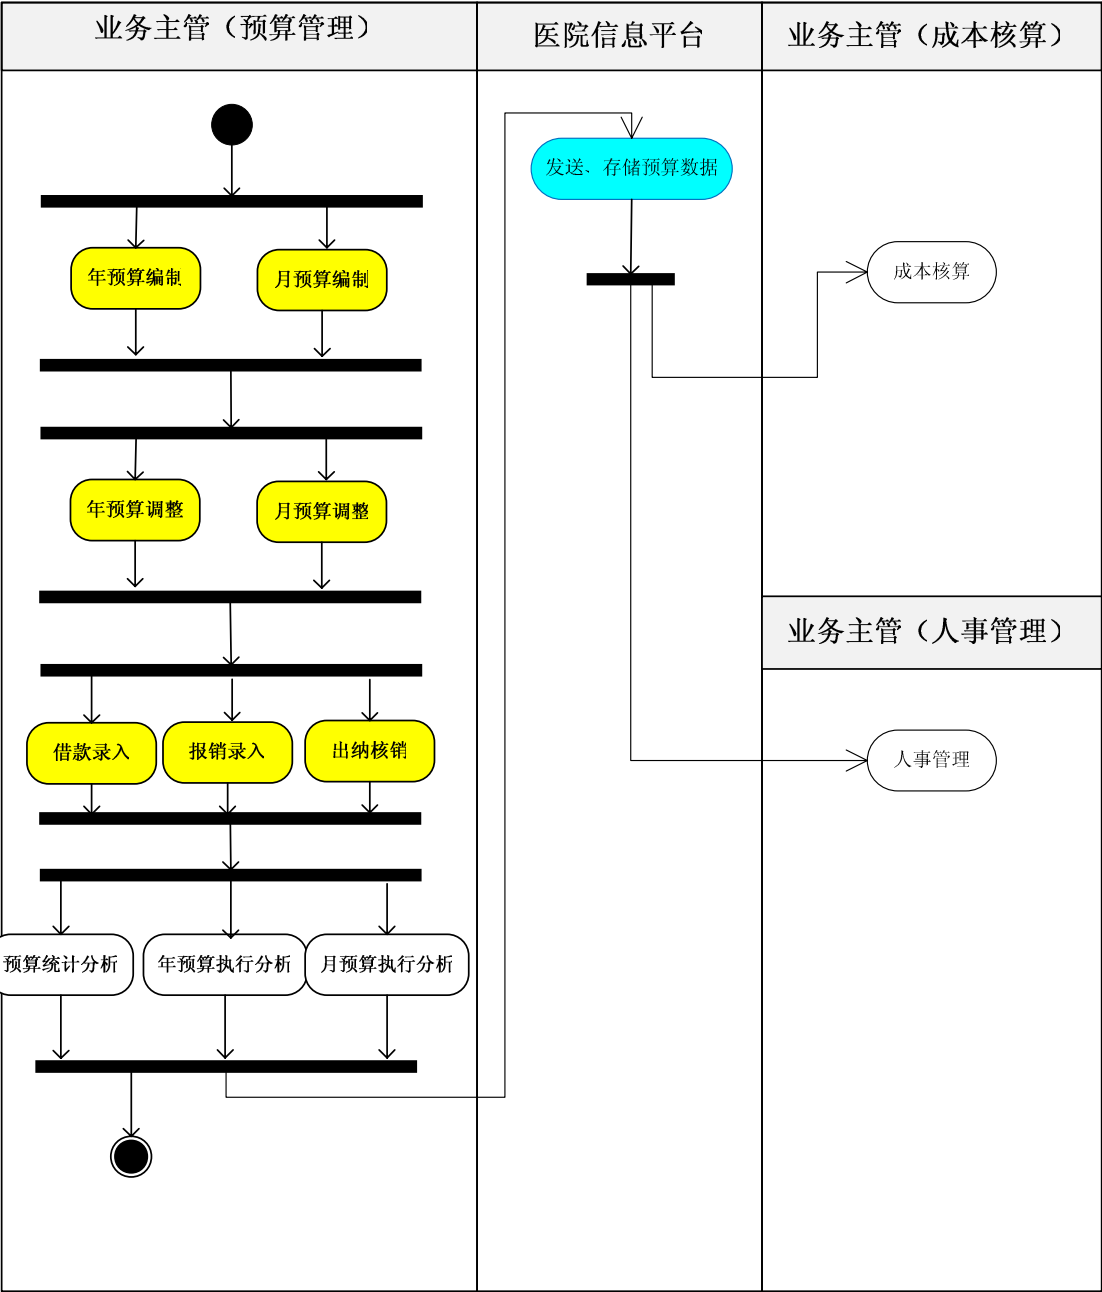 业务主管（预算管理）
医院信息平台
业务主管（成本核算）
发送、存储预算数据
年预算编制
月预算编制
成本核算
年预算调整
月预算调整
业务主管（人事管理）
借款录入
报销录入
出纳核销
人事管理
预算统计分析
年预算执行分析
月预算执行分析